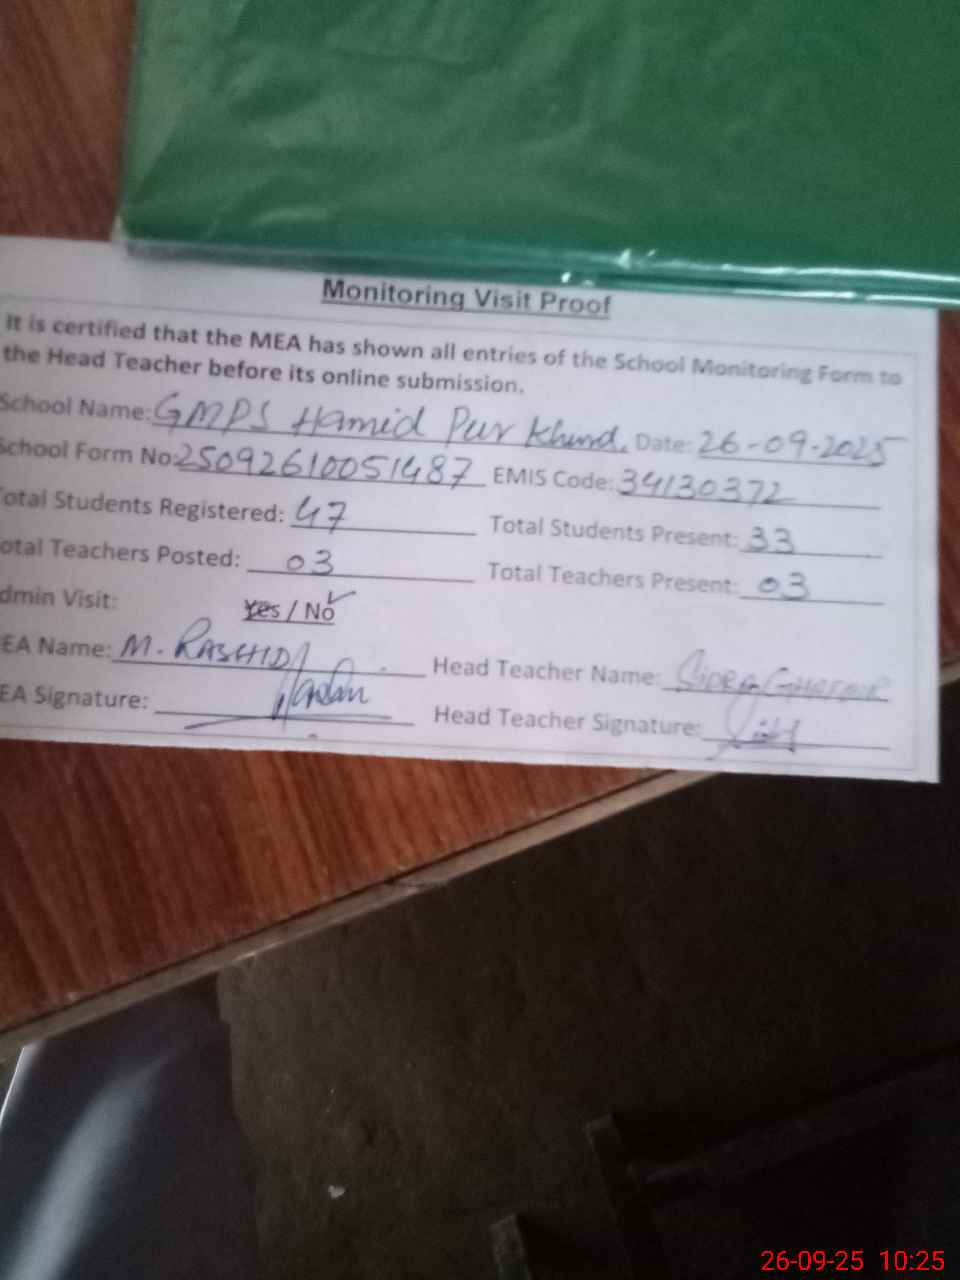 Monitoring Visit Proof
It is certified that the MEA has shown all entries of the School Monitoring Form to
the Head Teacher before its online submission.
School Name: GMPS Hamid Pur Khurd. Date: 26-09-2025
School Form No: 25092610051487 EMIS Code: 34130372
Total Students Registered: 47 Total Students Present: 33
otal Teachers Posted: 03 Total Teachers Present: 03
dmin Visit: Yes / No
EA Name: M. RASHID Head Teacher Name: SIDRA
EA Signature: Head Teacher Signature:
26-09-25 10:25